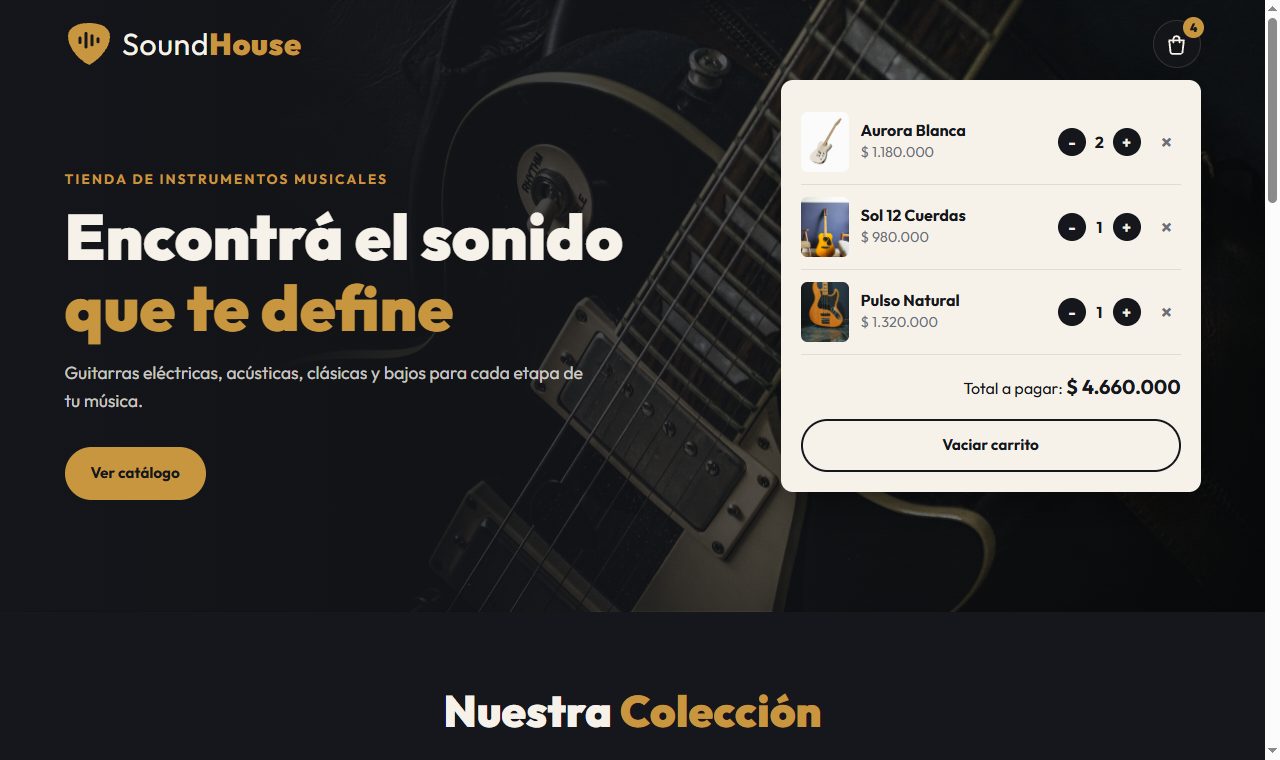 SoundHouse
4
TIENDA DE INSTRUMENTOS MUSICALES
Encontrá el sonido
que te define
Guitarras eléctricas, acústicas, clásicas y bajos para cada etapa de
tu música.
Ver catálogo
Aurora Blanca
$ 1.180.000
- 2 + ×
Sol 12 Cuerdas
$ 980.000
- 1 + ×
Pulso Natural
$ 1.320.000
- 1 + ×
Total a pagar: $ 4.660.000
Vaciar carrito
RHYTHM
Nuestra Colección